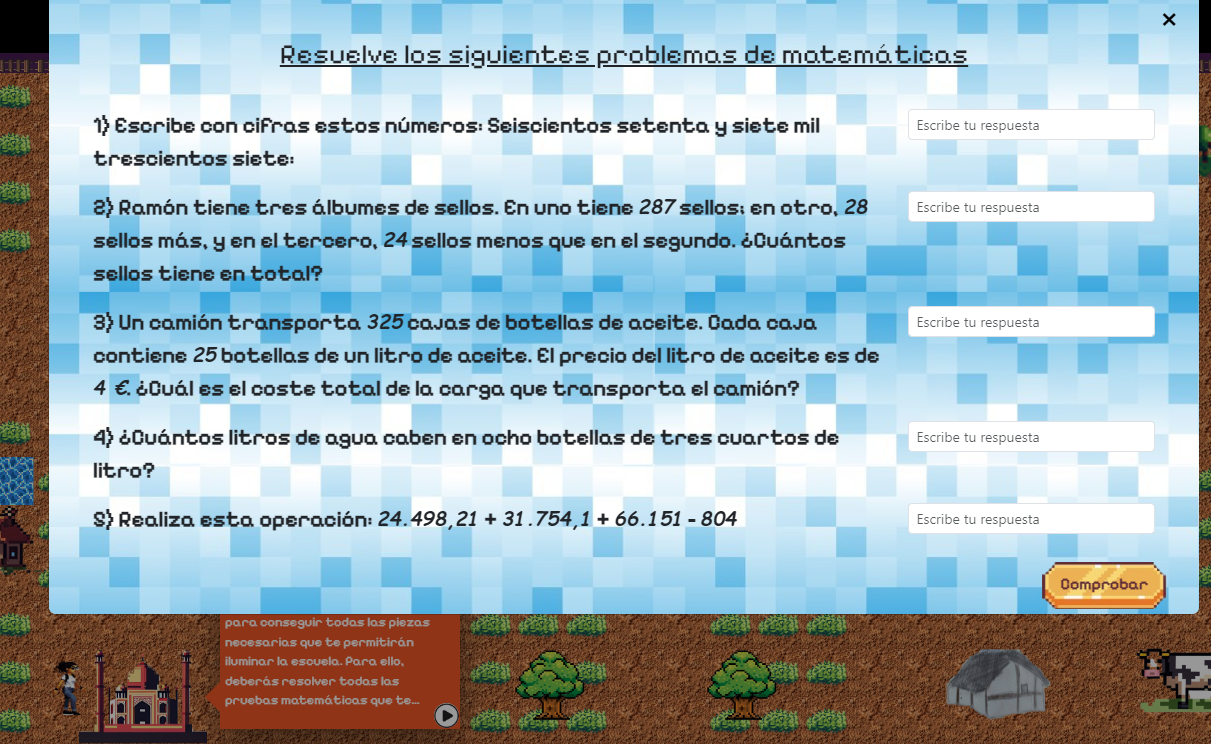 Resuelve los siguientes problemas de matemáticas
1) Escribe con cifras estos números: Seiscientos setenta y siete mil
trescientos siete:
Escribe tu respuesta
2) Ramón tiene tres álbumes de sellos. En uno tiene 287 sellos; en otro, 28
sellos más, y en el tercero, 24 sellos menos que en el segundo. ¿Cuántos
sellos tiene en total?
Escribe tu respuesta
3) Un camión transporta 325 cajas de botellas de aceite. Cada caja
contiene 25 botellas de un litro de aceite. El precio del litro de aceite es de
4 €. ¿Cuál es el coste total de la carga que transporta el camión?
Escribe tu respuesta
4) ¿Cuántos litros de agua caben en ocho botellas de tres cuartos de
litro?
Escribe tu respuesta
5) Realiza esta operación: 24.498,21 + 31.754,1 + 66.151 - 804
Escribe tu respuesta
Comprobar
para conseguir todas las piezas
necesarias que te permitirán
iluminar la escuela. Para ello,
deberás resolver todas las
pruebas matemáticas que te...